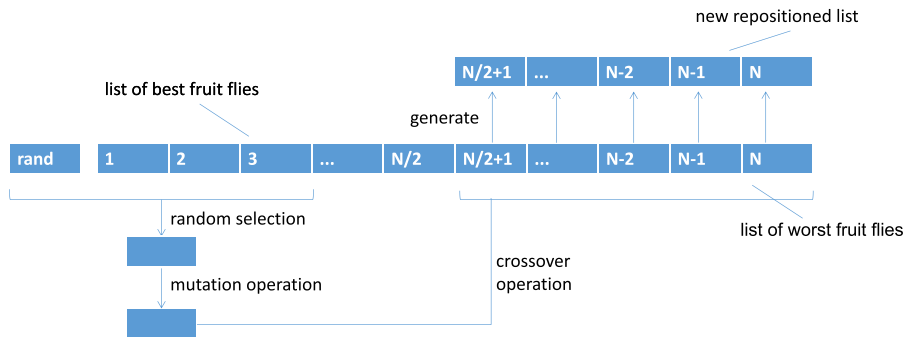 new repositioned list
N/2+1 ... N-2 N-1 N
list of best fruit flies
generate
rand 1 2 3 ... N/2 N/2+1 ... N-2 N-1 N
random selection
list of worst fruit flies
crossover
operation
mutation operation